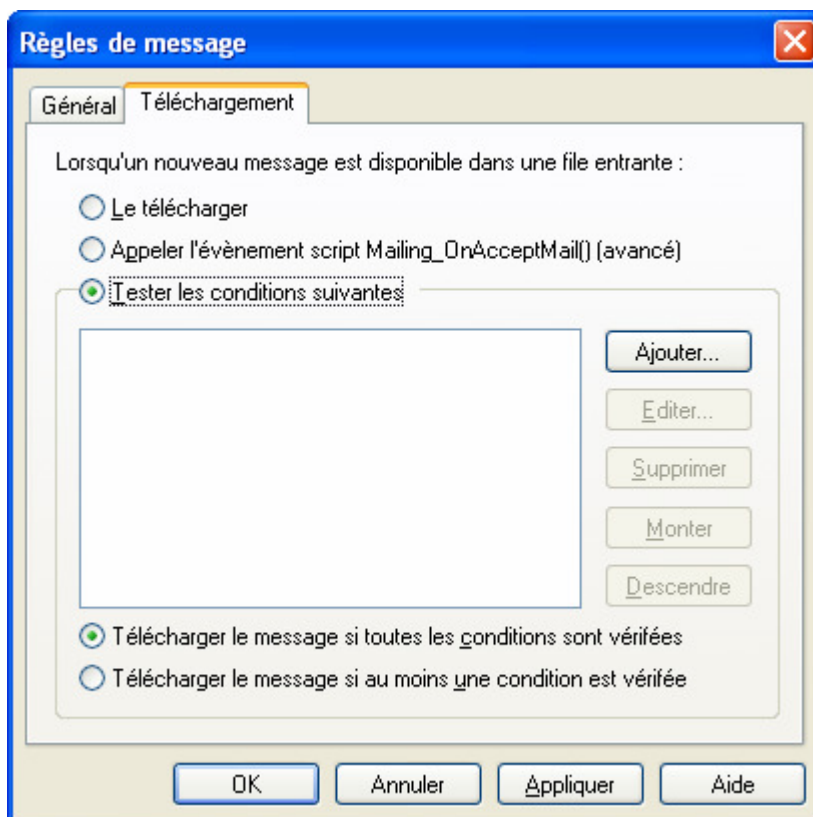 Règles de message
Général
Téléchargement
Lorsqu'un nouveau message est disponible dans une file entrante :
Le télécharger
Appeler l'évènement script Mailing_OnAcceptMail() (avancé)
Tester les conditions suivantes
Ajouter...
Editer...
Supprimer
Monter
Descendre
Télécharger le message si toutes les conditions sont vérifées
Télécharger le message si au moins une condition est vérifée
OK
Annuler
Appliquer
Aide